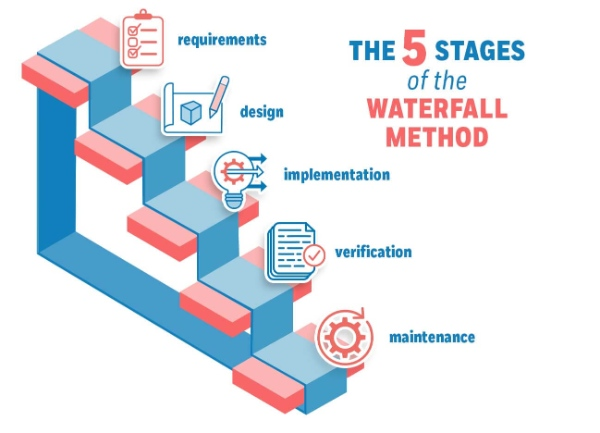 THE 5 STAGES
of the
WATERFALL
METHOD
requirements
design
implementation
verification
maintenance